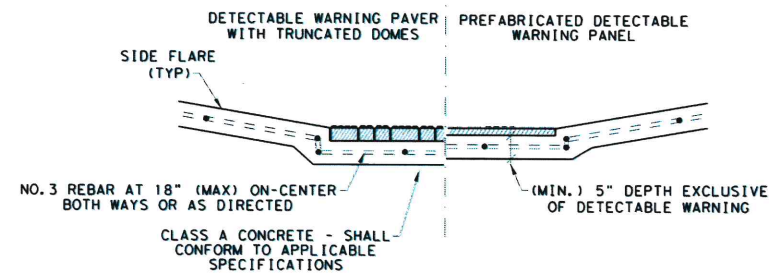 DETECTABLE WARNING PAVER
WITH TRUNCATED DOMES
PREFABRICATED DETECTABLE
WARNING PANEL
SIDE FLARE
(TYP)
NO.3 REBAR AT 18" (MAX) ON-CENTER
BOTH WAYS OR AS DIRECTED
(MIN.) 5" DEPTH EXCLUSIVE
OF DETECTABLE WARNING
CLASS A CONCRETE - SHALL
CONFORM TO APPLICABLE
SPECIFICATIONS